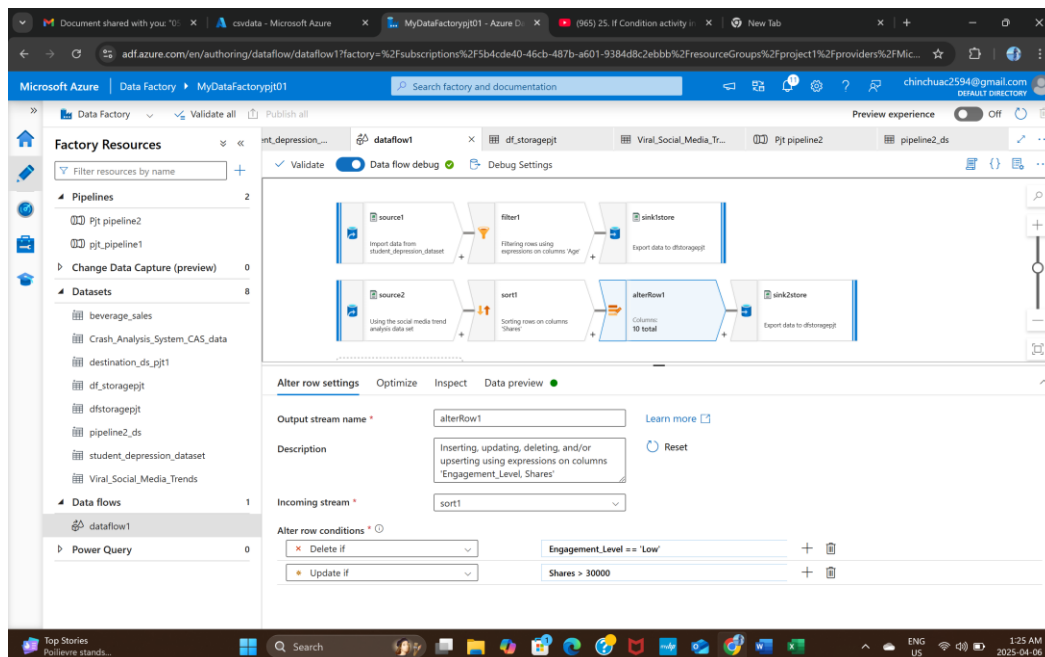 Document shared with you: "05
csvdata - Microsoft Azure
MyDataFactorypjt01 - Azure D
(965) 25. If Condition activity in
New Tab
adf.azure.com/en/authoring/dataflow/dataflow1?factory=%2Fsubscriptions%2F5b4cde40-46cb-487b-a601-9384d8c2ebbb%2FresourceGroups%2Fproject1%2Fproviders%2FMic...
Microsoft Azure
Data Factory
MyDataFactorypjt01
Search factory and documentation
11
chinchuac2594@gmail.com
DEFAULT DIRECTORY
Data Factory
Validate all
Publish all
Preview experience
Off
Factory Resources
Filter resources by name
Pipelines
2
Pjt pipeline2
pjt_pipeline1
Change Data Capture (preview)
0
Datasets
8
beverage_sales
Crash_Analysis_System_CAS_data
destination_ds_pjt1
df_storagepjt
dfstoragepjt
pipeline2_ds
student_depression_dataset
Viral_Social_Media_Trends
Data flows
1
dataflow1
Power Query
0
ent_depression_...
dataflow1
df_storagepjt
Viral_Social_Media_Tr...
Pjt pipeline2
pipeline2_ds
Validate
Data flow debug
Debug Settings
source1
Import data from
student_depression_dataset
filter1
Filtering rows using
expressions on columns 'Age'
sink1store
Export data to dfstoragepjt
source2
Using the social media trend
analysis data set
sort1
Sorting rows on columns
'Shares'
alterRow1
Columns:
10 total
sink2store
Export data to dfstoragepjt
Alter row settings
Optimize
Inspect
Data preview
Output stream name *
alterRow1
Learn more
Description
Inserting, updating, deleting, and/or
upserting using expressions on columns
'Engagement_Level, Shares'
Reset
Incoming stream *
sort1
Alter row conditions *
Delete if
Engagement_Level == 'Low'
Update if
Shares > 30000
Top Stories
Poilievre stands...
Search
ENG
US
1:25 AM
2025-04-06